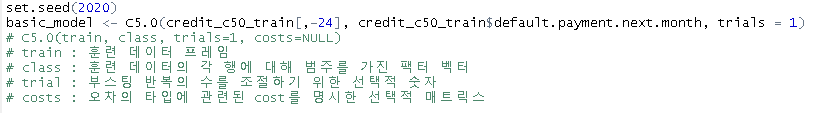 set.seed(2020)
basic_model <- C5.0(credit_c50_train[,-24], credit_c50_train$default.payment.next.month, trials = 1)
# C5.0(train, class, trials=1, costs=NULL)
# train : 훈련 데이터 프레임
# class : 훈련 데이터의 각 행에 대해 범주를 가진 팩터 벡터
# trial : 부스팅 반복의 수를 조절하기 위한 선택적 숫자
# costs : 오차의 타입에 관련된 cost를 명시한 선택적 매트릭스